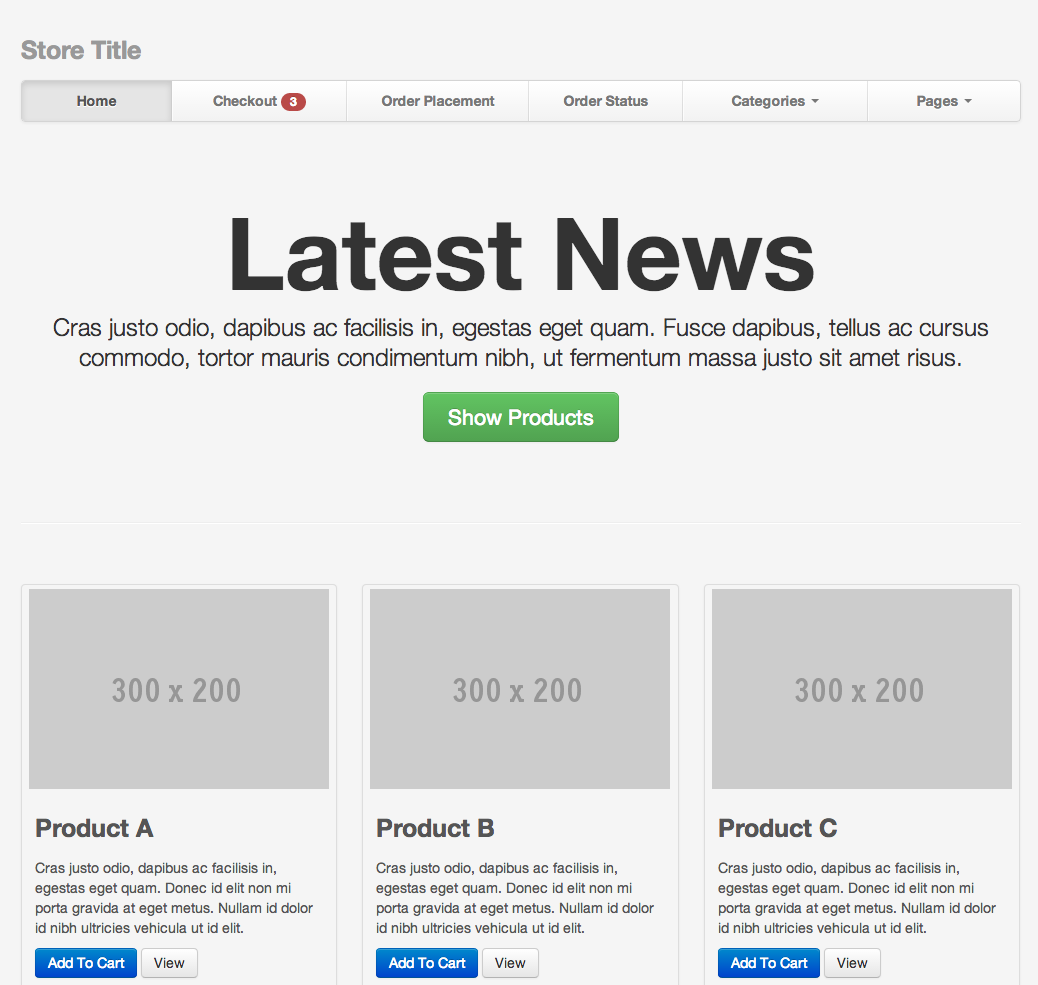 Store Title
Home Checkout 3 Order Placement Order Status Categories Pages
Latest News
Cras justo odio, dapibus ac facilisis in, egestas eget quam. Fusce dapibus, tellus ac cursus
commodo, tortor mauris condimentum nibh, ut fermentum massa justo sit amet risus.
Show Products
300 x 200
300 x 200
300 x 200
Product A
Cras justo odio, dapibus ac facilisis in,
egestas eget quam. Donec id elit non mi
porta gravida at eget metus. Nullam id dolor
id nibh ultricies vehicula ut id elit.
Add To Cart View
Product B
Cras justo odio, dapibus ac facilisis in,
egestas eget quam. Donec id elit non mi
porta gravida at eget metus. Nullam id dolor
id nibh ultricies vehicula ut id elit.
Add To Cart View
Product C
Cras justo odio, dapibus ac facilisis in,
egestas eget quam. Donec id elit non mi
porta gravida at eget metus. Nullam id dolor
id nibh ultricies vehicula ut id elit.
Add To Cart View